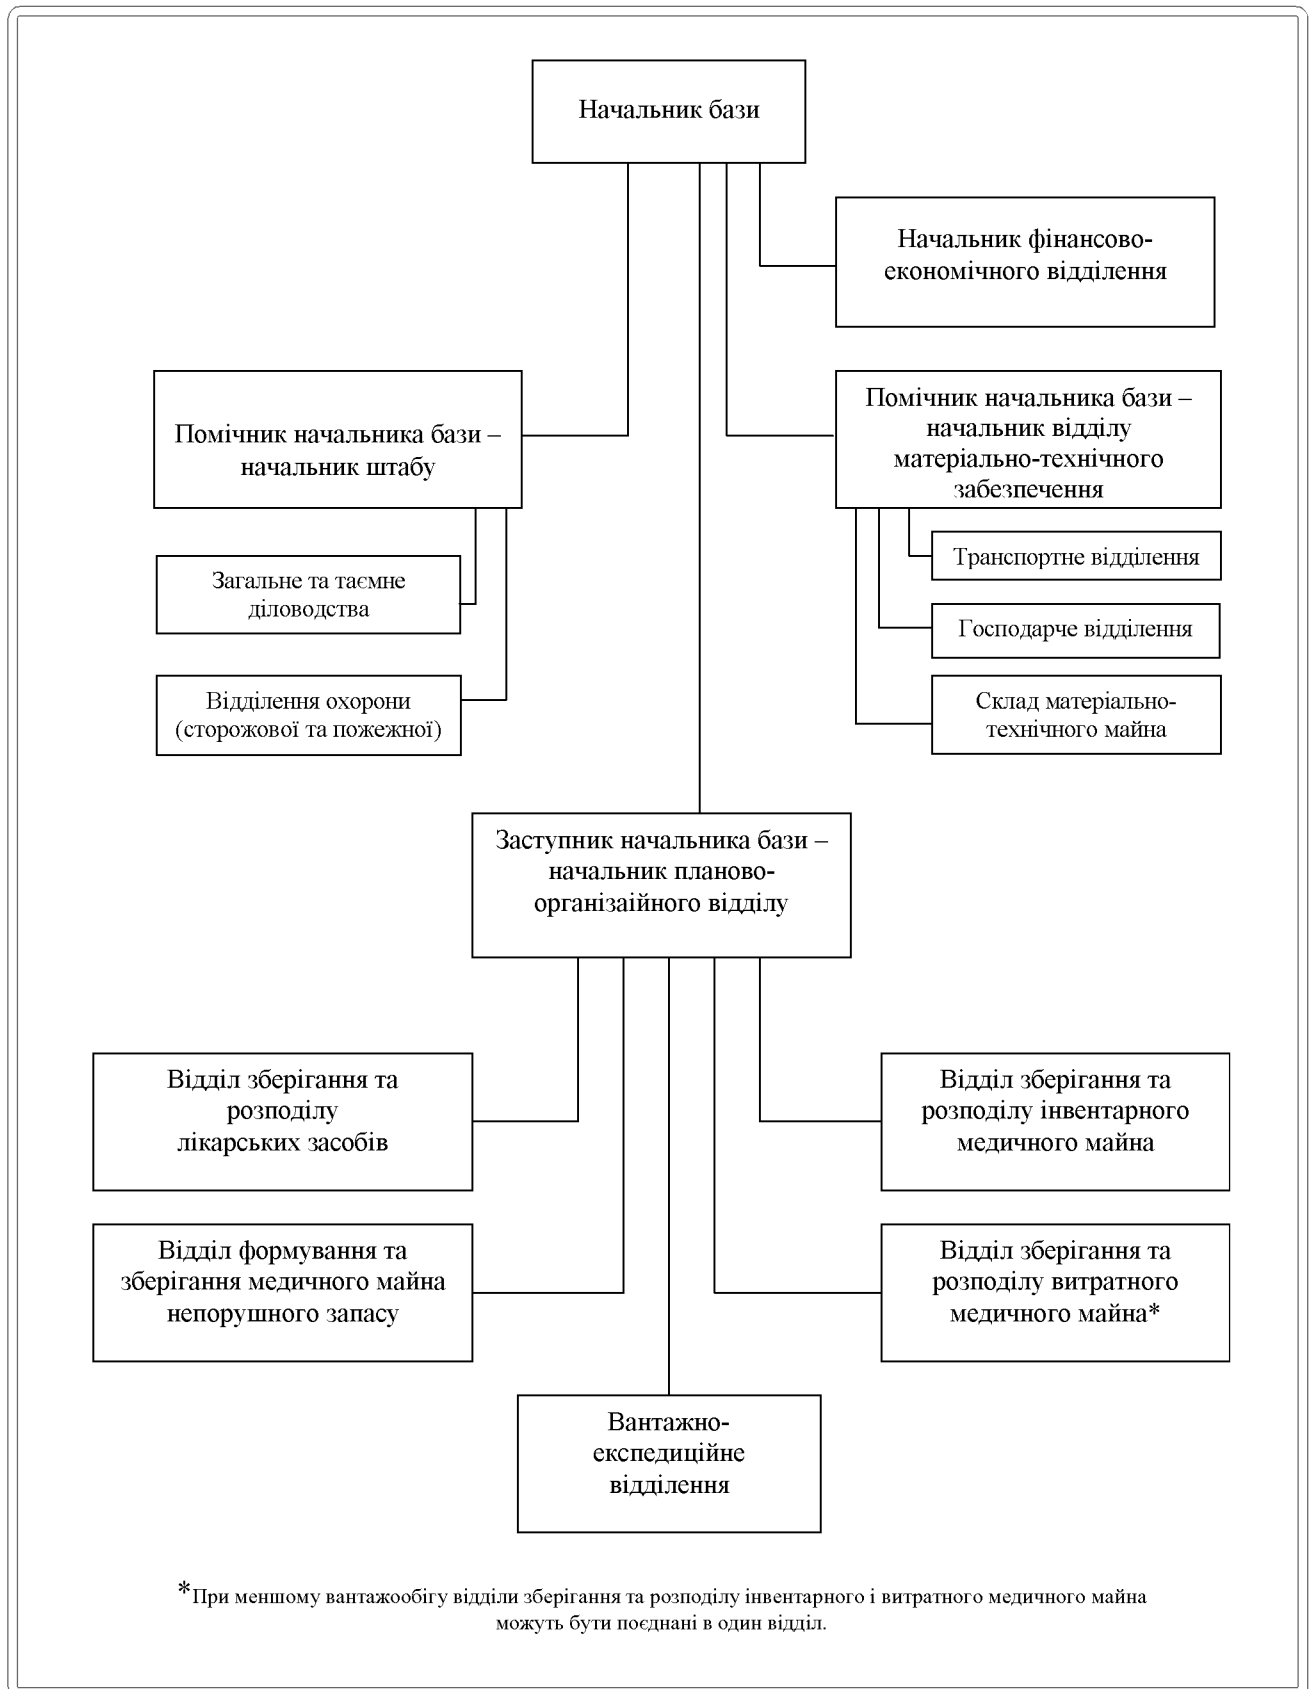 Начальник бази
Начальник фінансово-
економічного відділення
Помічник начальника бази –
начальник штабу
Помічник начальника бази –
начальник відділу
матеріально-технічного
забезпечення
Загальне та таємне
діловодства
Відділення охорони
(сторожової та пожежної)
Транспортне відділення
Господарче відділення
Склад матеріально-
технічного майна
Заступник начальника бази –
начальник планово-
організаійного відділу
Відділ зберігання та
розподілу
лікарських засобів
Відділ зберігання та
розподілу інвентарного
медичного майна
Відділ формування та
зберігання медичного майна
непорушного запасу
Відділ зберігання та
розподілу витратного
медичного майна*
Вантажно-
експедиційне
відділення
*При меншому вантажообігу відділи зберігання та розподілу інвентарного і витратного медичного майна
можуть бути поєднані в один відділ.